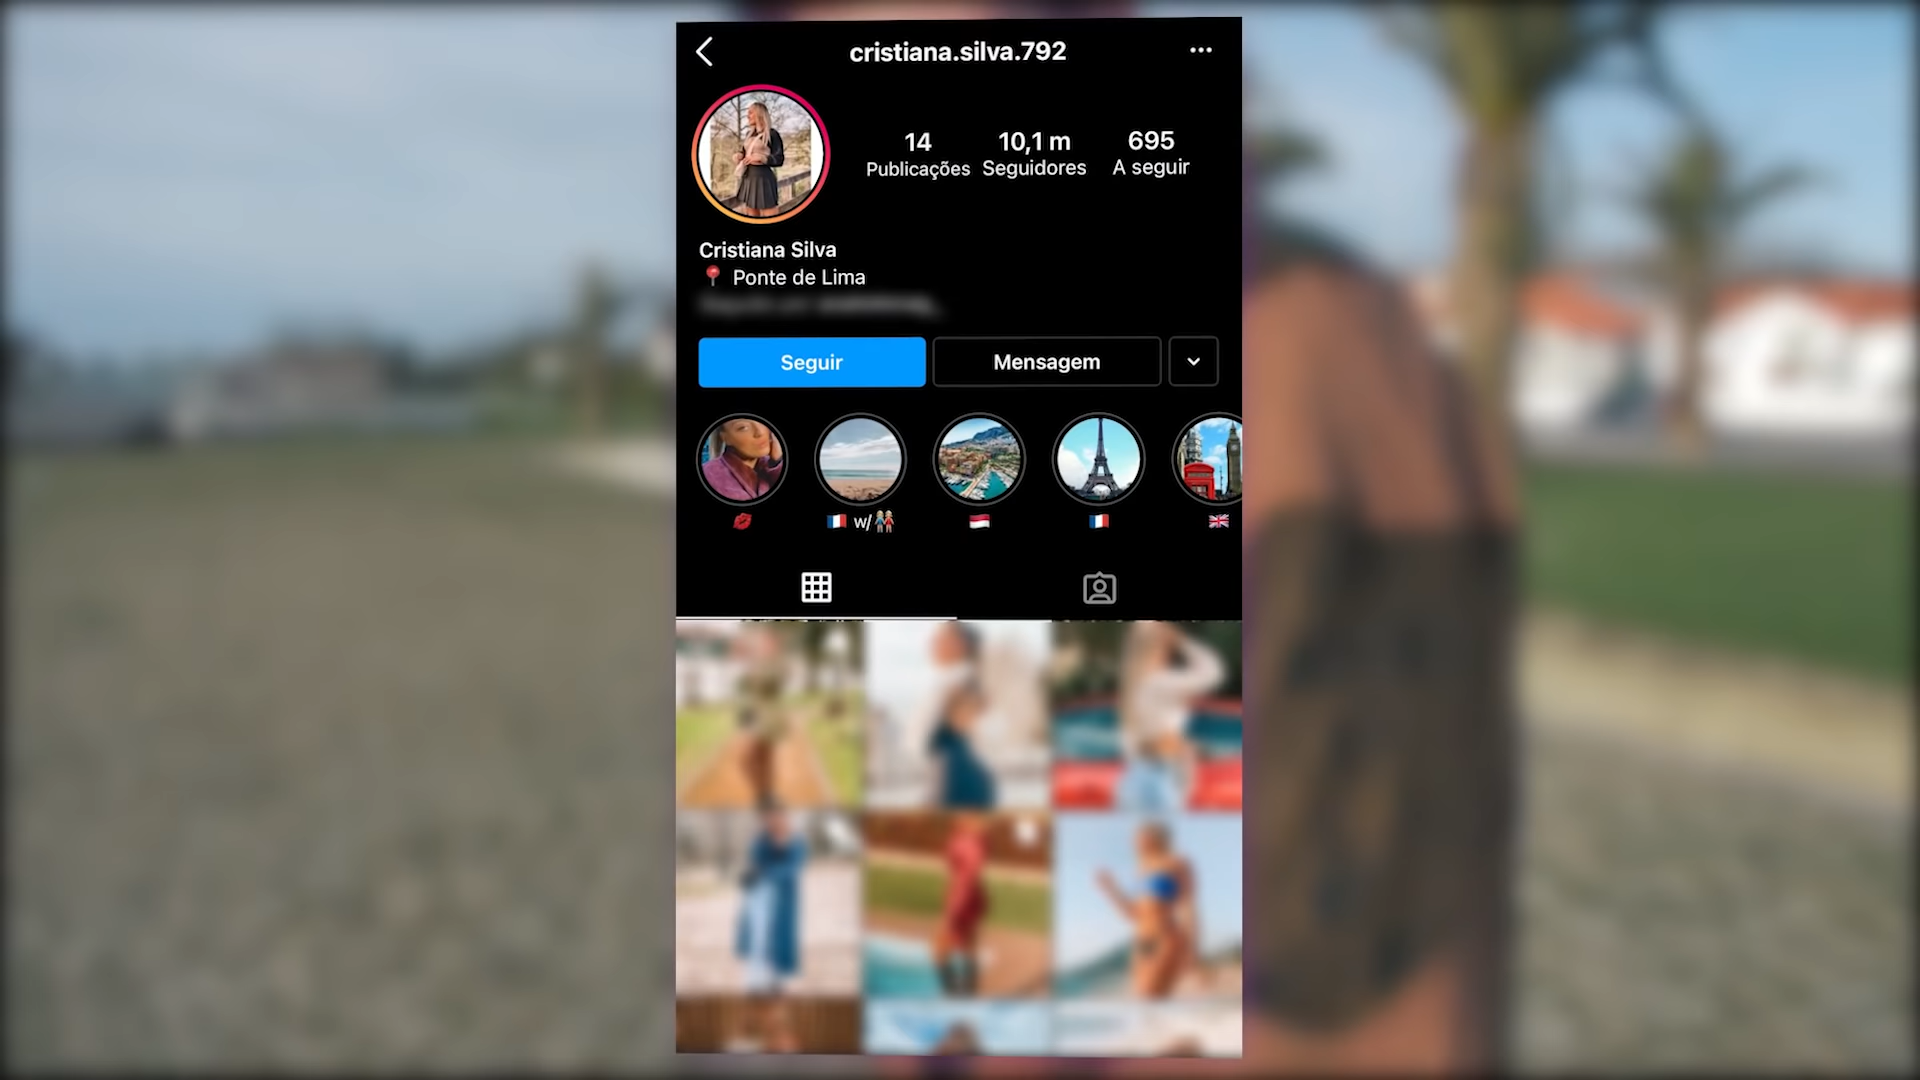 cristiana.silva.792
14 10,1 m 695
Publicações Seguidores A seguir
Cristiana Silva
📍 Ponte de Lima
Seguir Mensagem
w/